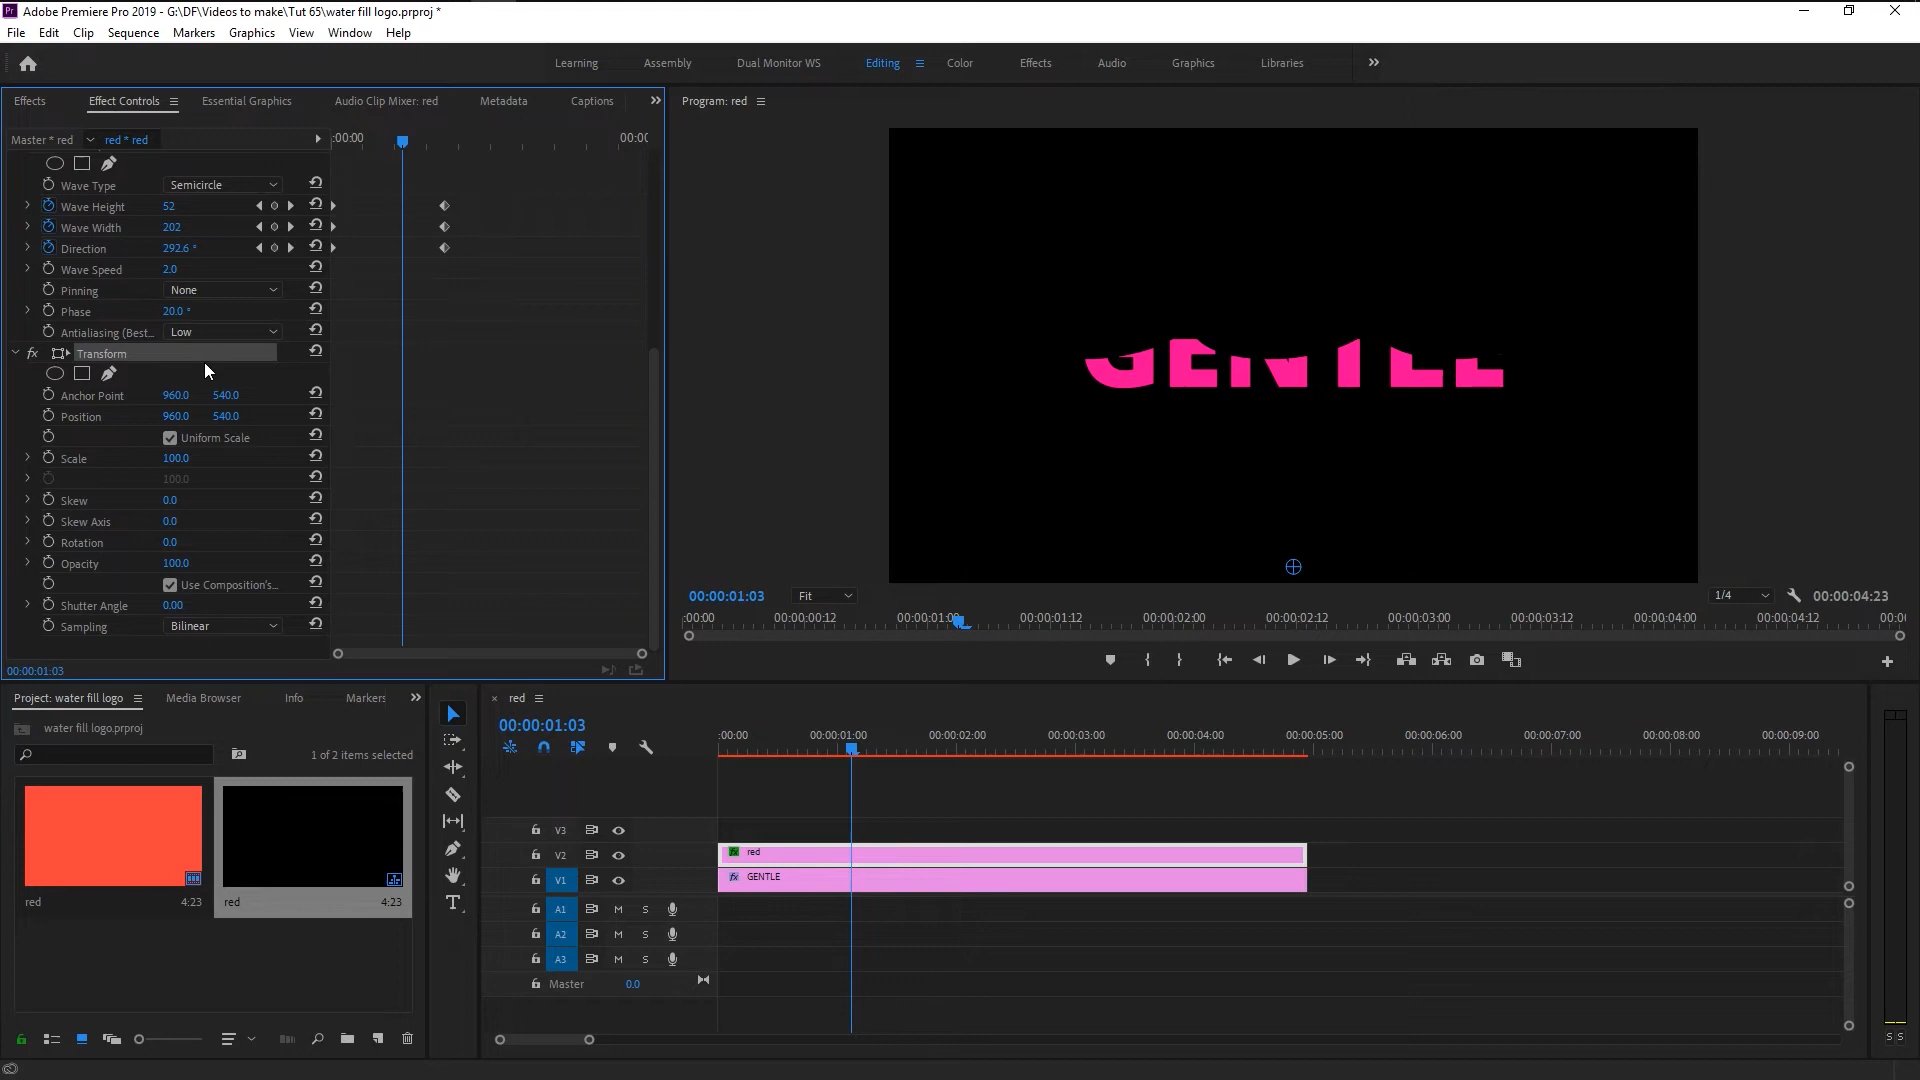 Adobe Premiere Pro 2019 - G:\DF\Videos to make\Tut 65\water fill logo.prproj *
File Edit Clip Sequence Markers Graphics View Window Help
Learning Assembly Dual Monitor WS Editing Color Effects Audio Graphics Libraries
Effects Effect Controls Essential Graphics Audio Clip Mixer: red Metadata Captions
Program: red
Master * red red * red :00:00 00:00
Wave Type Semicircle
Wave Height 52
Wave Width 202
Direction 292.6 °
Wave Speed 2.0
Pinning None
Phase 20.0 °
Antialiasing (Best... Low
fx Transform
Anchor Point 960.0 540.0
Position 960.0 540.0
Uniform Scale
Scale 100.0
100.0
Skew 0.0
Skew Axis 0.0
Rotation 0.0
Opacity 100.0
Use Composition's...
Shutter Angle 0.00
Sampling Bilinear
00:00:01:03
GENTLE
00:00:01:03 Fit 1/4 00:00:04:23
:00:00 00:00:00:12 00:00:01:00 00:00:01:12 00:00:02:00 00:00:02:12 00:00:03:00 00:00:03:12 00:00:04:00 00:00:04:12 00:0
Project: water fill logo Media Browser Info Markers
water fill logo.prproj
1 of 2 items selected
red 4:23 red 4:23
red
00:00:01:03
:00:00 00:00:01:00 00:00:02:00 00:00:03:00 00:00:04:00 00:00:05:00 00:00:06:00 00:00:07:00 00:00:08:00 00:00:09:00
V3
V2 fx red
V1 fx GENTLE
A1 M S
A2 M S
A3 M S
Master 0.0
S S